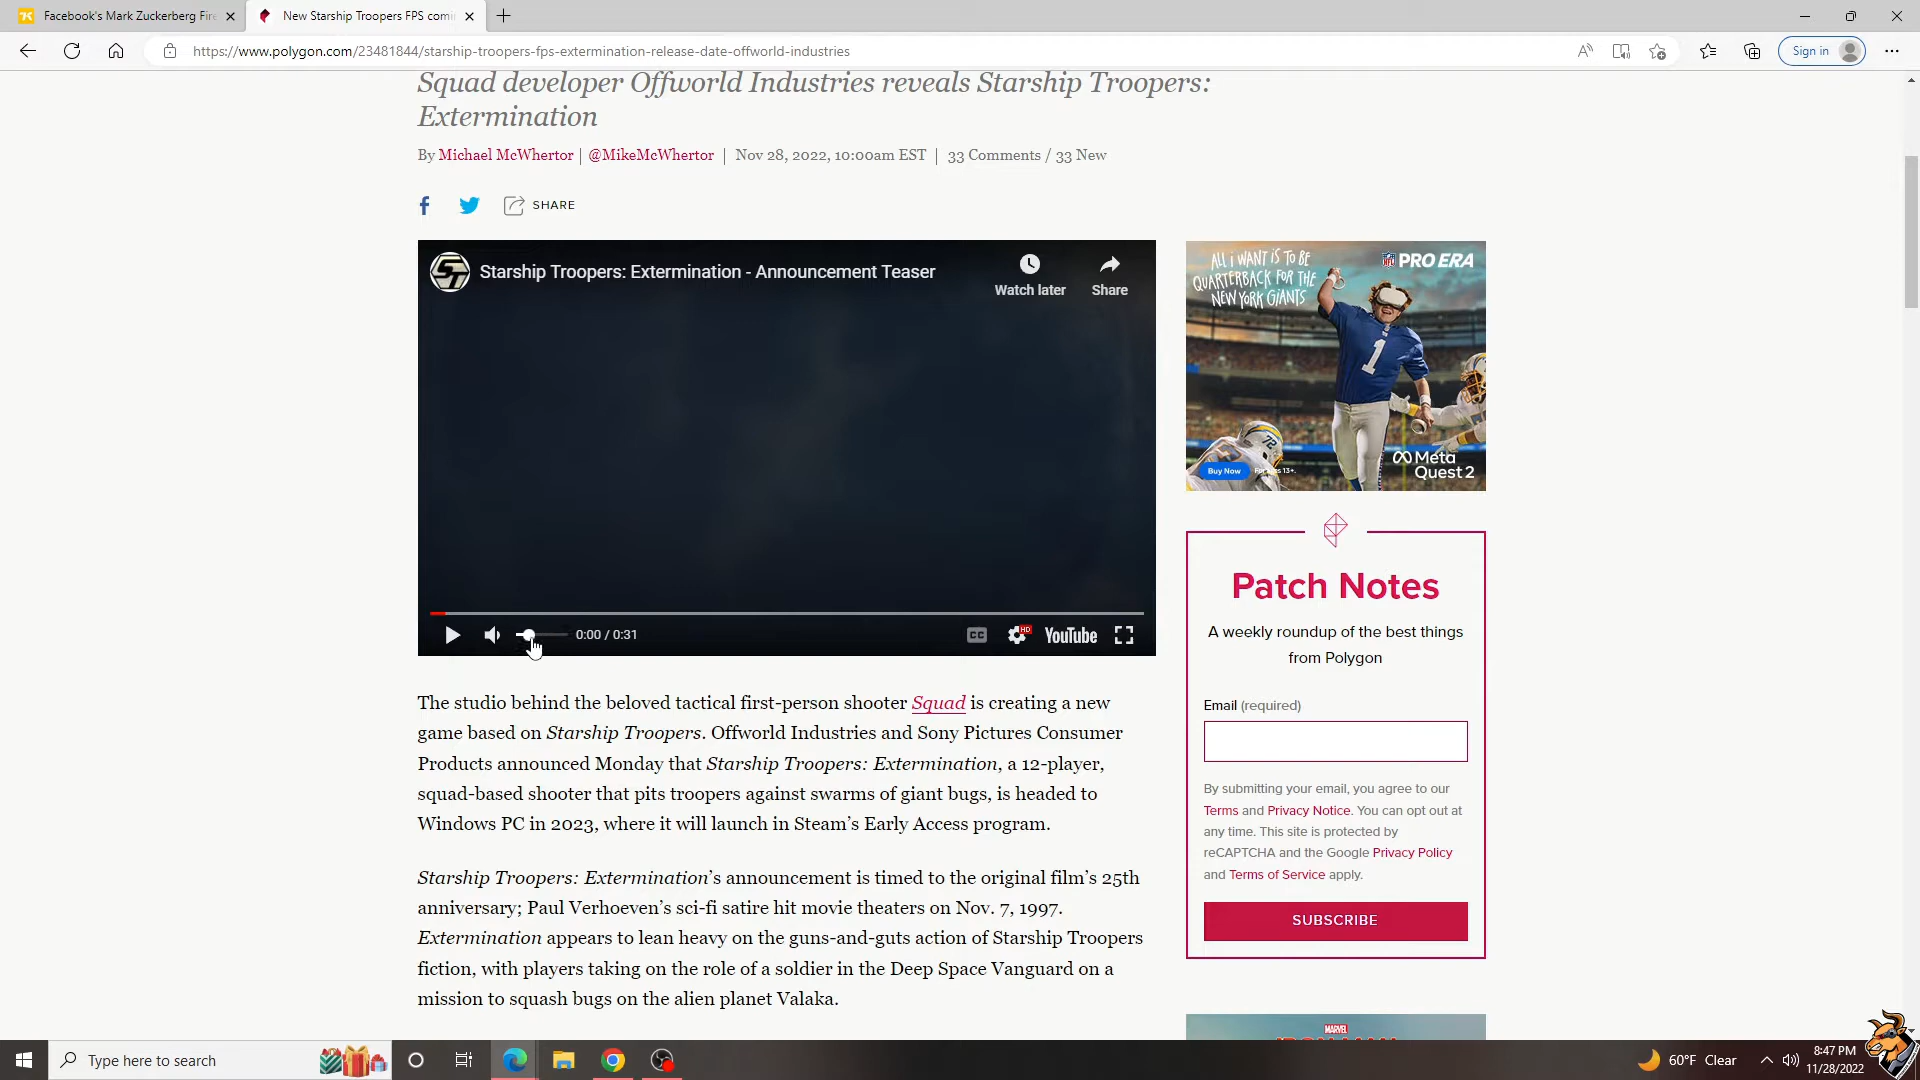 Facebook's Mark Zuckerberg Fire
New Starship Troopers FPS comi
https://www.polygon.com/23481844/starship-troopers-fps-extermination-release-date-offworld-industries
Sign in
Squad developer Offworld Industries reveals Starship Troopers:
Extermination
By Michael McWhertor | @MikeMcWhertor | Nov 28, 2022, 10:00am EST | 33 Comments / 33 New
SHARE
Starship Troopers: Extermination - Announcement Teaser
Watch later
Share
0:00 / 0:31
CC
HD
YouTube
The studio behind the beloved tactical first-person shooter Squad is creating a new
game based on Starship Troopers. Offworld Industries and Sony Pictures Consumer
Products announced Monday that Starship Troopers: Extermination, a 12-player,
squad-based shooter that pits troopers against swarms of giant bugs, is headed to
Windows PC in 2023, where it will launch in Steam’s Early Access program.
Starship Troopers: Extermination’s announcement is timed to the original film’s 25th
anniversary; Paul Verhoeven’s sci-fi satire hit movie theaters on Nov. 7, 1997.
Extermination appears to lean heavy on the guns-and-guts action of Starship Troopers
fiction, with players taking on the role of a soldier in the Deep Space Vanguard on a
mission to squash bugs on the alien planet Valaka.
ALL I WANT IS TO BE
QUARTERBACK FOR THE
NEW YORK GIANTS
NFL PRO ERA
1
72
Buy Now
Meta
Quest 2
Patch Notes
A weekly roundup of the best things
from Polygon
Email (required)
By submitting your email, you agree to our
Terms and Privacy Notice. You can opt out at
any time. This site is protected by
reCAPTCHA and the Google Privacy Policy
and Terms of Service apply.
SUBSCRIBE
MARVEL
Type here to search
60°F Clear
8:47 PM
11/28/2022